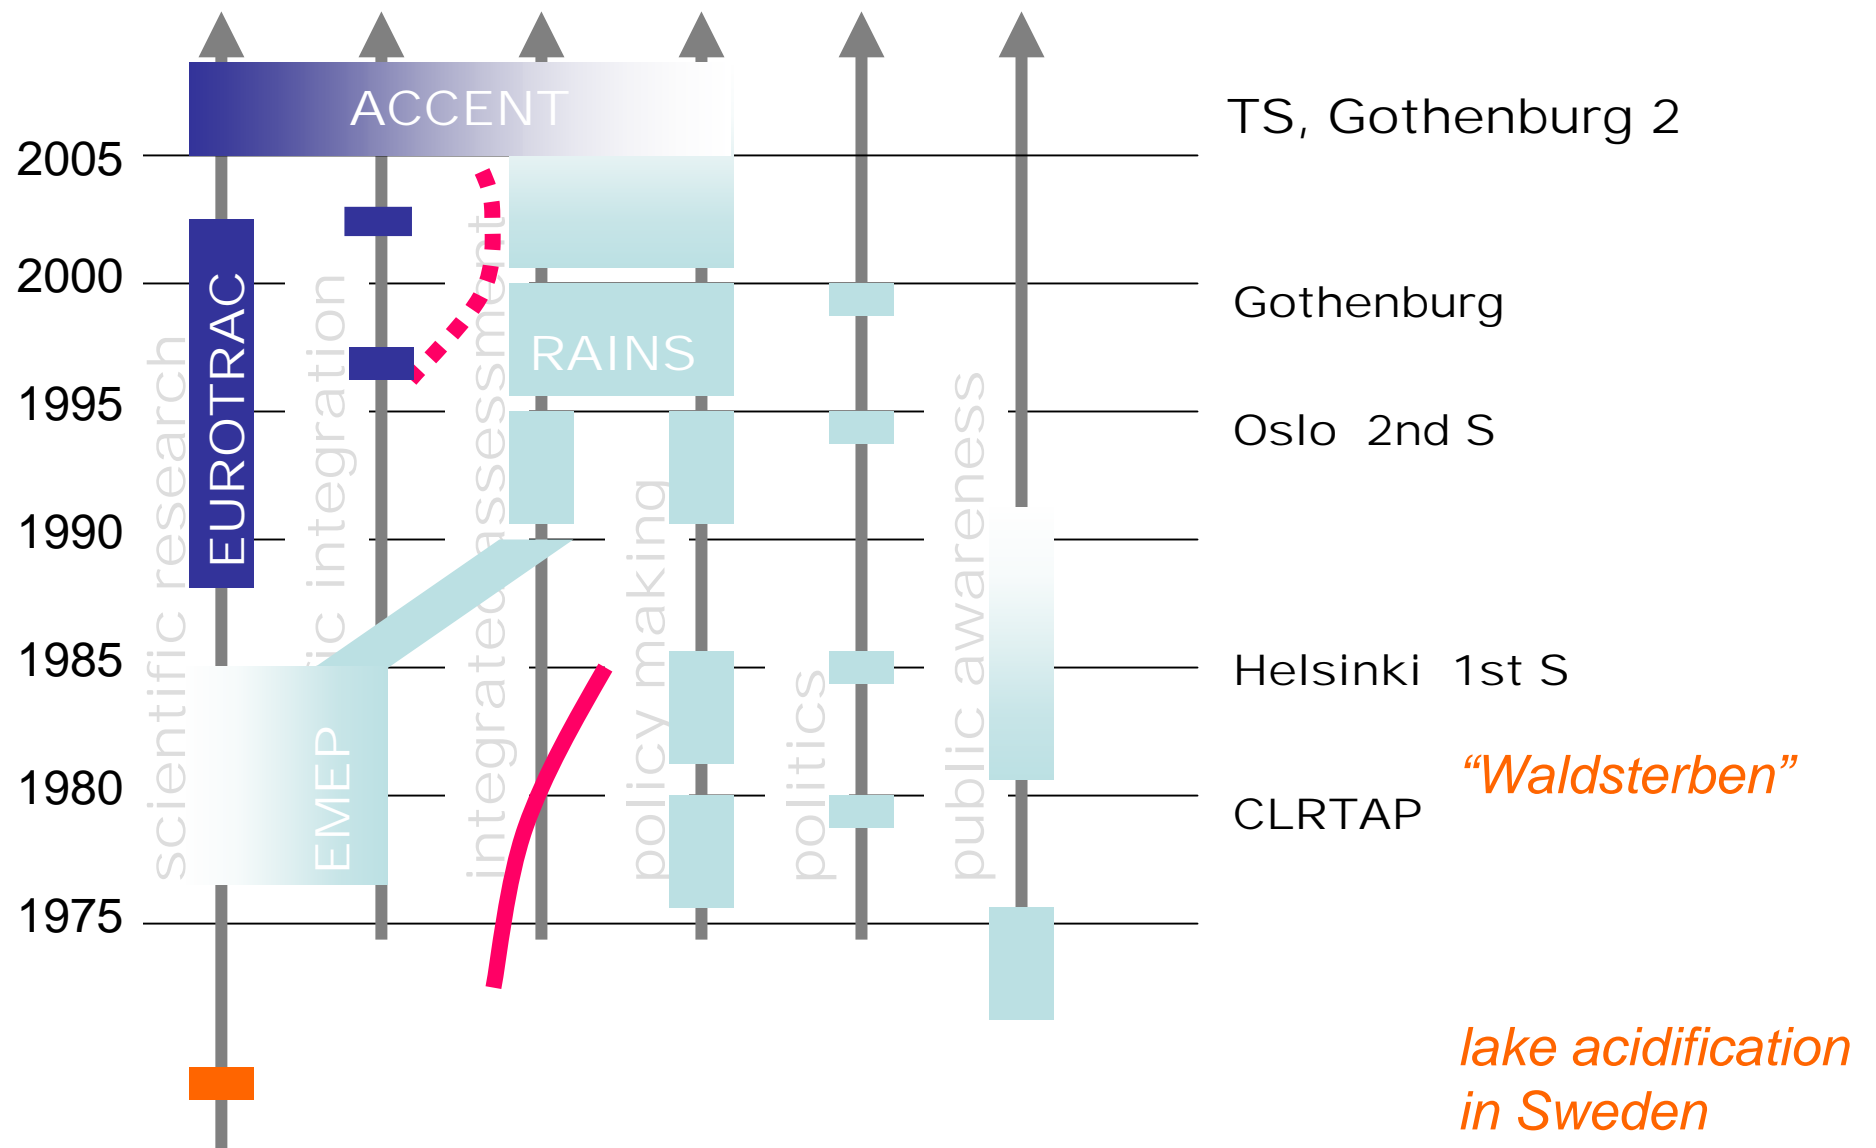 ACCENT
TS, Gothenburg 2
2005
2000
Gothenburg
RAINS
EUROTRAC
1995
Oslo 2nd S
1990
1985
Helsinki 1st S
"Waldsterben"
1980
CLRTAP
EMEP
1975
scientific research
fic integration
integrated assessment
policy making
politics
public awareness
lake acidification
in Sweden